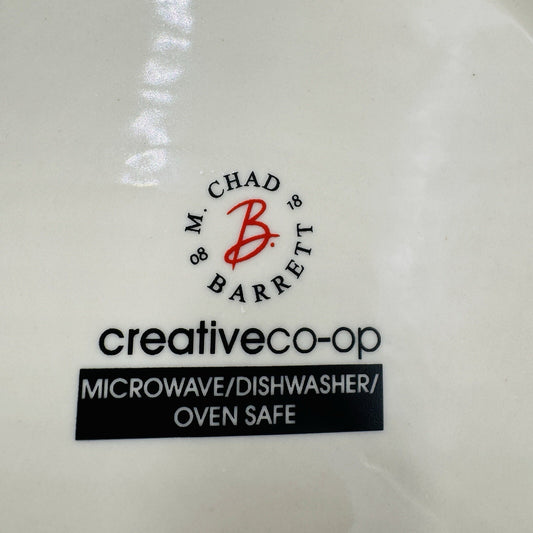 M. CHAD
18
B.
08
BARRETT
creativeco-op
MICROWAVE/DISHWASHER/
OVEN SAFE